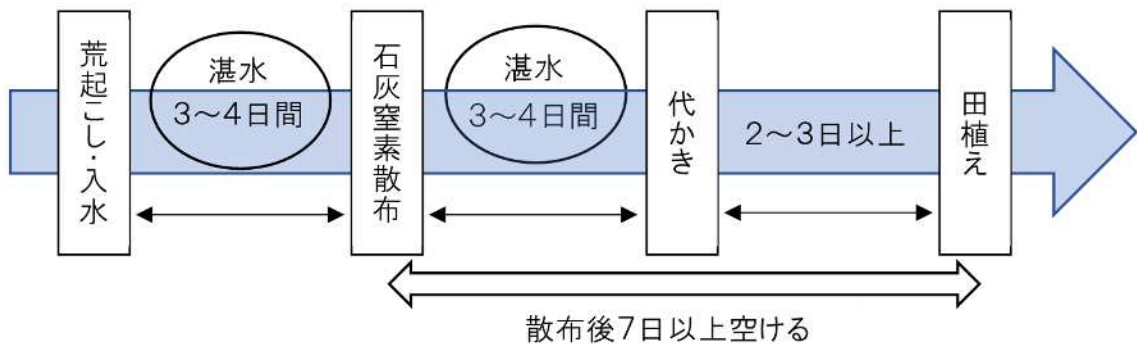 荒起こし・入水
湛水
3～4日間
石灰窒素散布
湛水
3～4日間
代かき
2～3日以上
田植え
散布後7日以上空ける